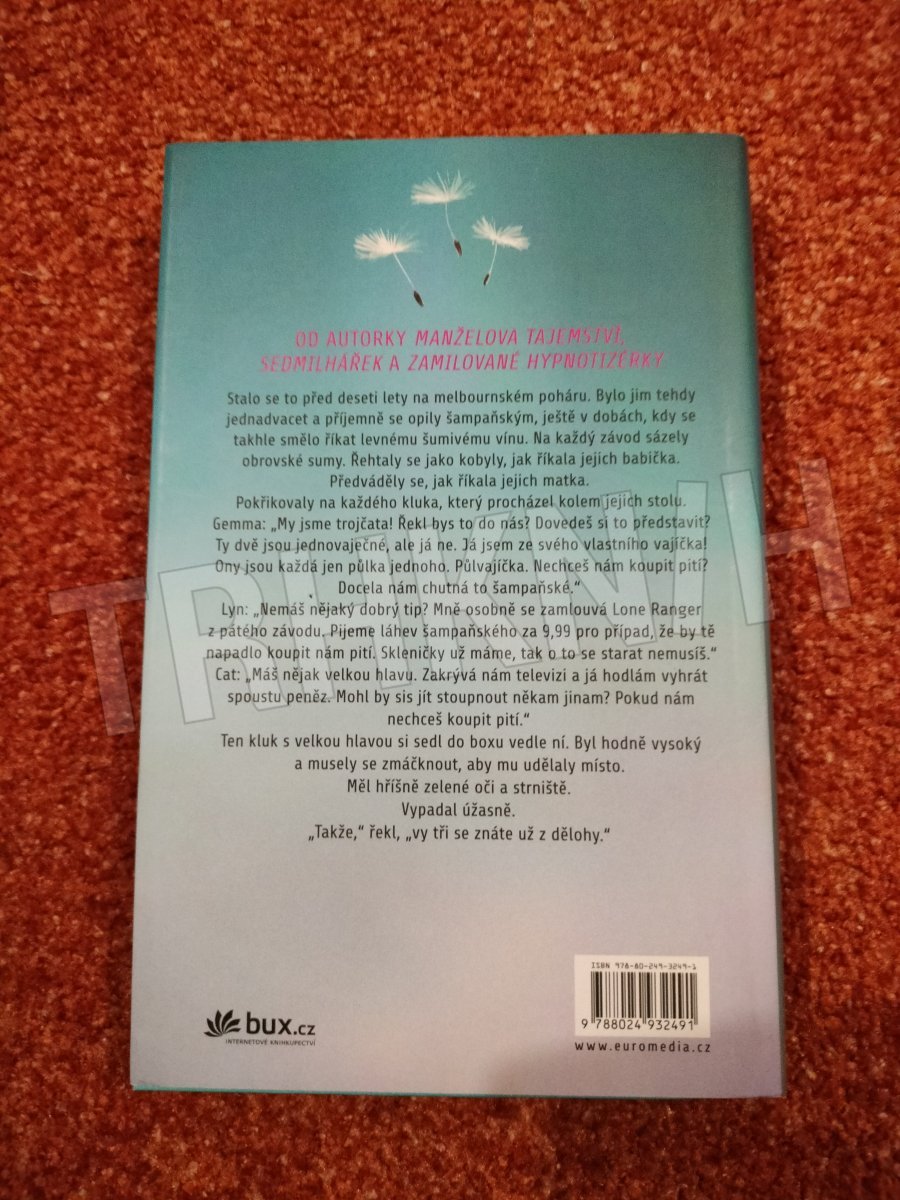 OD AUTORKY MANŽELOVA TAJEMSTVÍ,
SEDMILHÁŘEK A ZAMILOVANÉ HYPNOTIZÉRKY
Stalo se to před deseti lety na melbournském poháru. Bylo jim tehdy
jednadvacet a příjemně se opily šampaňským, ještě v dobách, kdy se
takhle smělo říkat levnému šumivému vínu. Na každý závod sázely
obrovské sumy. Řehtaly se jako kobyly, jak říkala jejich babička.
Předváděly se, jak říkala jejich matka.
Pokřikovaly na každého kluka, který procházel kolem jejich stolu.
Gemma: „My jsme trojčata! Řekl bys to do nás? Dovedeš si to představit?
Ty dvě jsou jednovaječné, ale já ne. Já jsem ze svého vlastního vajíčka!
Ony jsou každá jen půlka jednoho. Půlvajíčka. Nechceš nám koupit pití?
Docela nám chutná to šampaňské.“
Lyn: „Nemáš nějaký dobrý tip? Mně osobně se zamlouvá Lone Ranger
z pátého závodu. Pijeme láhev šampaňského za 9,99 pro případ, že by tě
napadlo koupit nám pití. Skleničky už máme, tak o to se starat nemusíš.“
Cat: „Máš nějak velkou hlavu. Zakrývá nám televizi a já hodlám vyhrát
spoustu peněz. Mohl by sis jít stoupnout někam jinam? Pokud nám
nechceš koupit pití.“
Ten kluk s velkou hlavou si sedl do boxu vedle ní. Byl hodně vysoký
a musely se zmáčknout, aby mu udělaly místo.
Měl hříšně zelené oči a strniště.
Vypadal úžasně.
„Takže,“ řekl, „vy tři se znáte už z dělohy.“
TRHKNIH
ISBN 978-80-249-3249-1
9 788024 932491
www.euromedia.cz
bux.cz
INTERNETOVÉ KNIHKUPECTVÍ